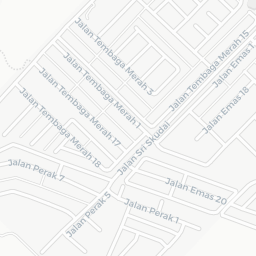 Jalan Tembaga Merah 15
Jalan Emas 1
Jalan Tembaga Merah 3
Jalan Tembaga Merah 1
Jalan Emas 18
Jalan Tembaga Merah 17
Jalan Sri Skudai
Jalan Tembaga Merah 18
Jalan Perak 7
Jalan Emas 20
Jalan Perak 5
Jalan Perak 1